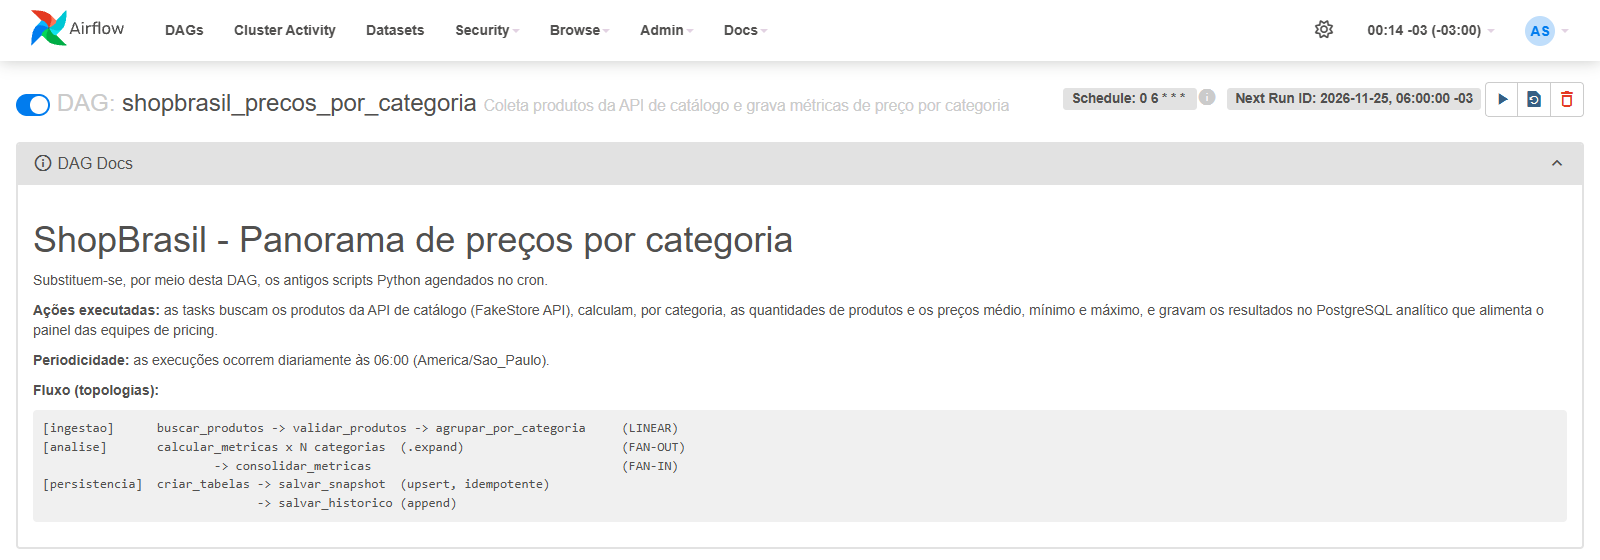 Airflow DAGs Cluster Activity Datasets Security Browse Admin Docs 00:14 -03 (-03:00) AS
DAG: shopbrasil_precos_por_categoria Coleta produtos da API de catálogo e grava métricas de preço por categoria Schedule: 0 6 * * * i Next Run ID: 2026-11-25, 06:00:00 -03
DAG Docs
ShopBrasil - Panorama de preços por categoria
Substituem-se, por meio desta DAG, os antigos scripts Python agendados no cron.
Ações executadas: as tasks buscam os produtos da API de catálogo (FakeStore API), calculam, por categoria, as quantidades de produtos e os preços médio, mínimo e máximo, e gravam os resultados no PostgreSQL analítico que alimenta o
painel das equipes de pricing.
Periodicidade: as execuções ocorrem diariamente às 06:00 (America/Sao_Paulo).
Fluxo (topologias):
[ingestao]      buscar_produtos -> validar_produtos -> agrupar_por_categoria     (LINEAR)
[analise]       calcular_metricas x N categorias  (.expand)                      (FAN-OUT)
                        -> consolidar_metricas                                   (FAN-IN)
[persistencia]  criar_tabelas -> salvar_snapshot  (upsert, idempotente)
                              -> salvar_historico (append)